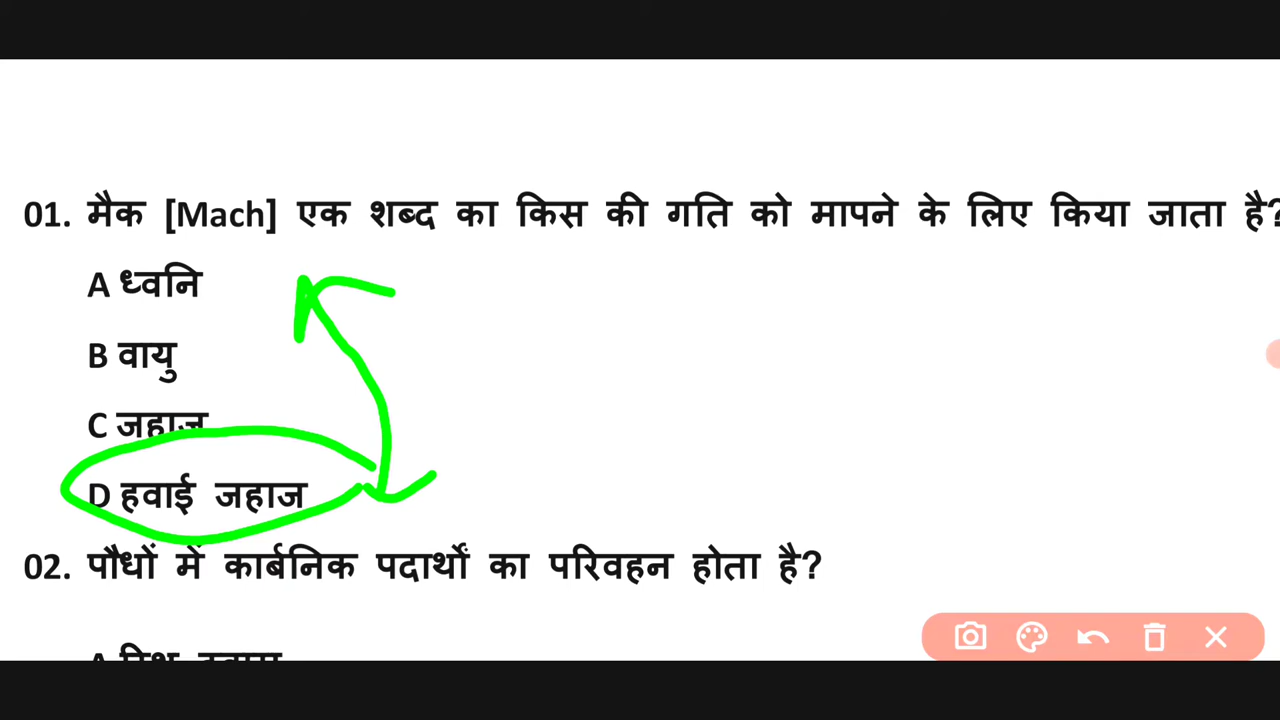 01. मैक [Mach] एक शब्द का किस की गति को मापने के लिए किया जाता है?
A ध्वनि
B वायु
C जहाज
D हवाई जहाज
02. पौधों में कार्बनिक पदार्थों का परिवहन होता है?
A